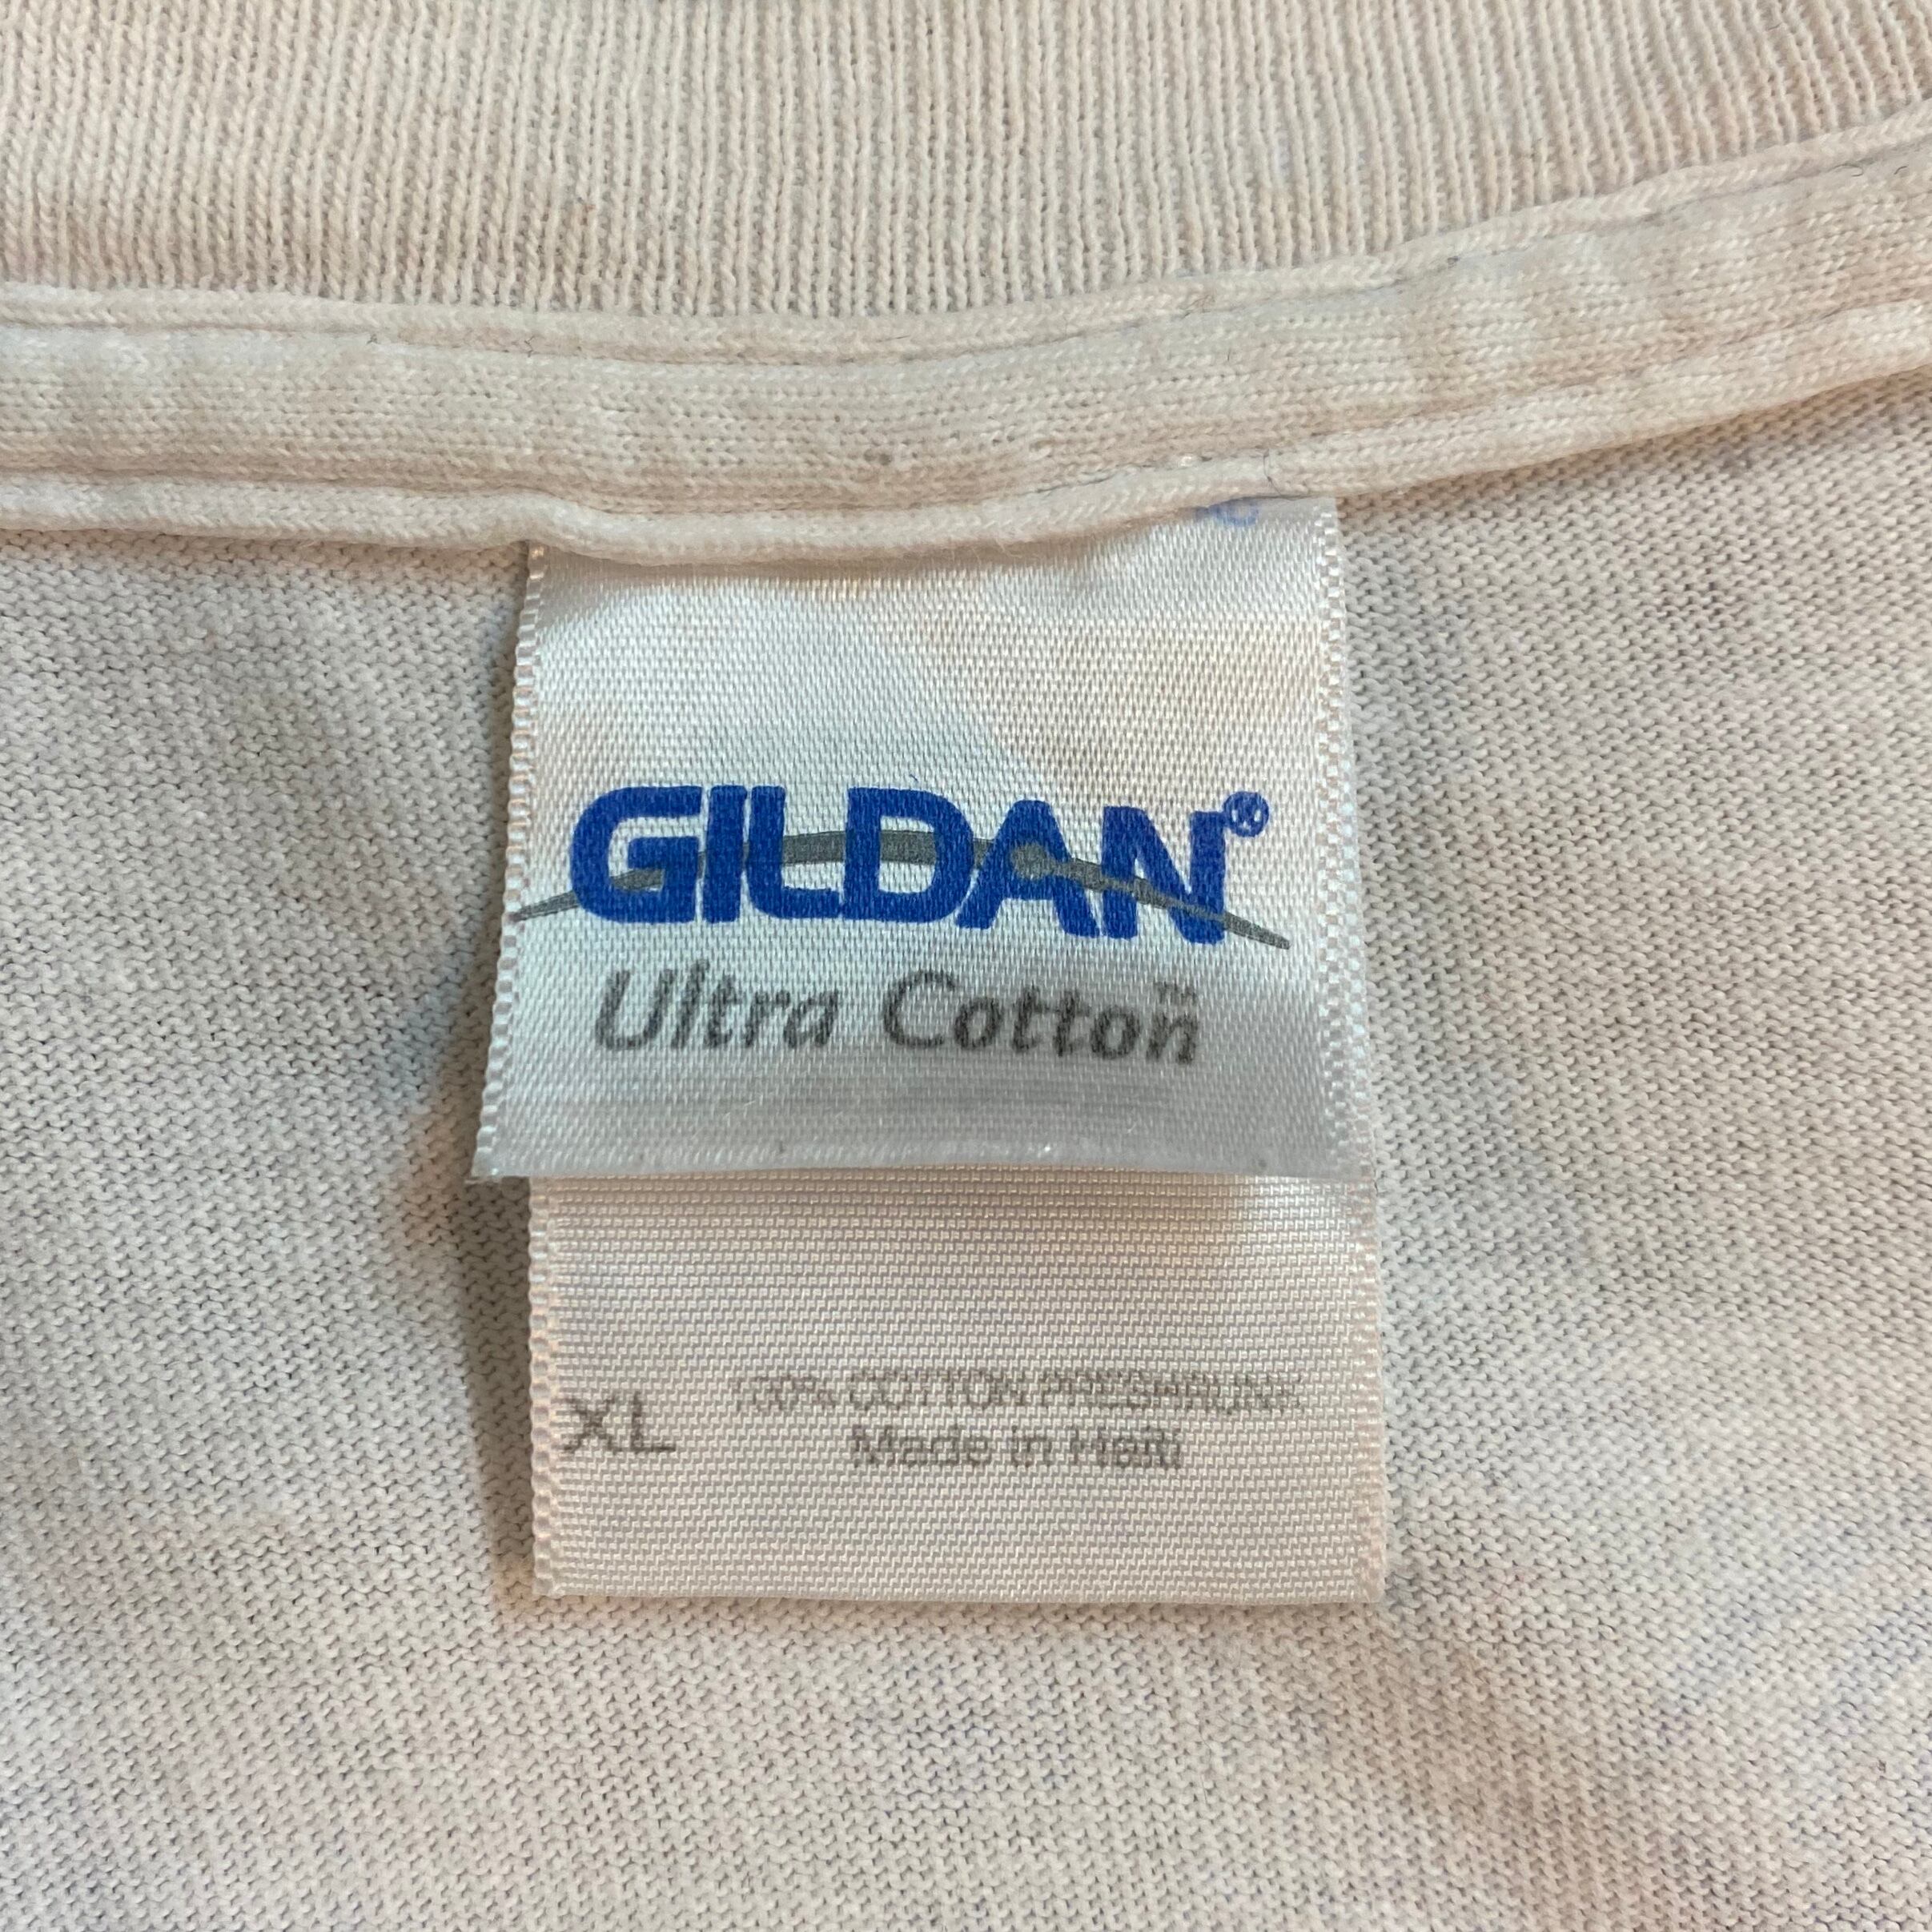 GILDAN®
Ultra Cotton™
XL
100% COTTON PRESHRUNK
Made in Haiti